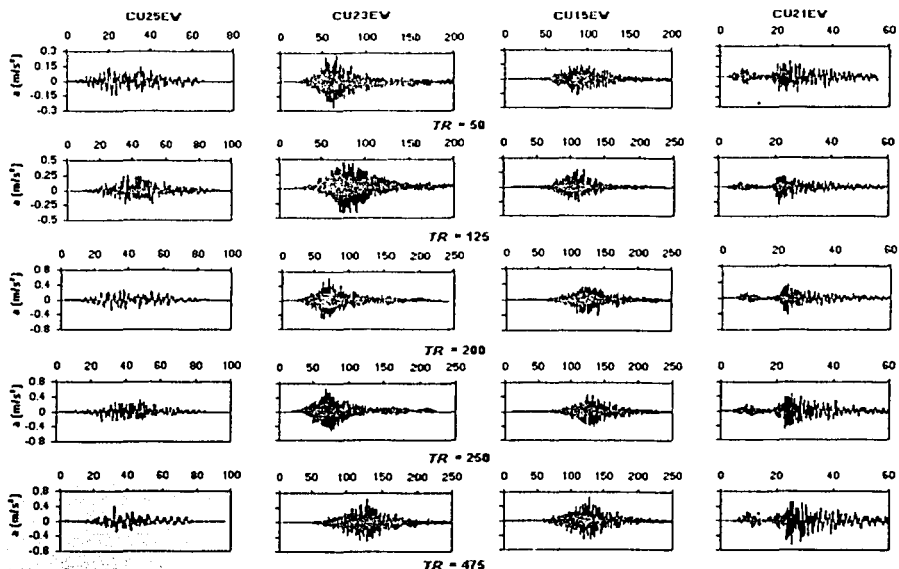 CU25EW CU23EW CU15EW CU21EW
0 20 40 60 80 0 50 100 150 200 0 50 100 150 200 0 20 40 60
a (m/s²) 0.3 0.15 0 -0.15 -0.3
TR = 50
0 20 40 60 80 100 0 50 100 150 200 0 50 100 150 200 250 0 20 40 60
a (m/s²) 0.5 0.25 0 -0.25 -0.5
TR = 125
0 20 40 60 80 100 0 50 100 150 200 250 0 50 100 150 200 250 0 20 40 60
a (m/s²) 0.8 0.4 0 -0.4 -0.8
TR = 200
0 20 40 60 80 100 0 50 100 150 200 250 0 50 100 150 200 250 0 20 40 60
a (m/s²) 0.8 0.4 0 -0.4 -0.8
TR = 250
0 20 40 60 80 100 0 50 100 150 200 250 0 50 100 150 200 250 0 20 40 60
a (m/s²) 0.8 0.4 0 -0.4 -0.8
TR = 475